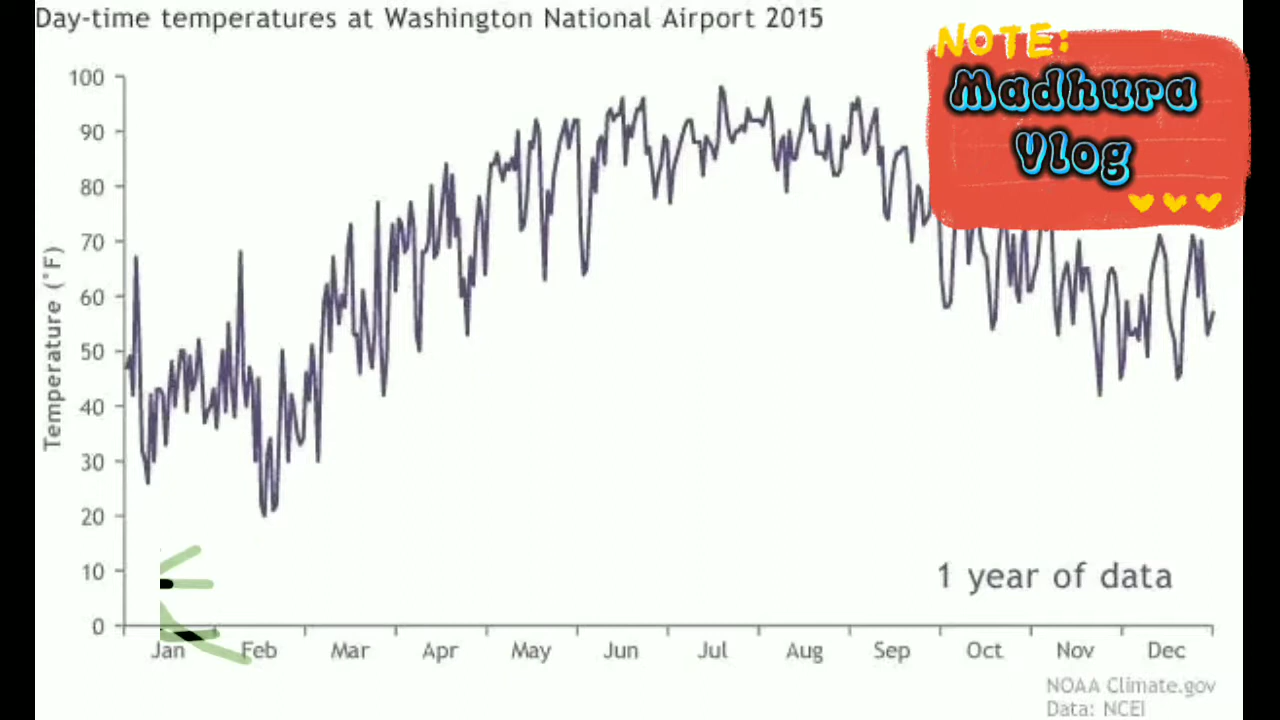 Day-time temperatures at Washington National Airport 2015
NOTE:
Madhura
Vlog
100
90
80
70
60
50
40
30
20
10
0
Temperature (°F)
1 year of data
Jan Feb Mar Apr May Jun Jul Aug Sep Oct Nov Dec
NOAA Climate.gov
Data: NCEI